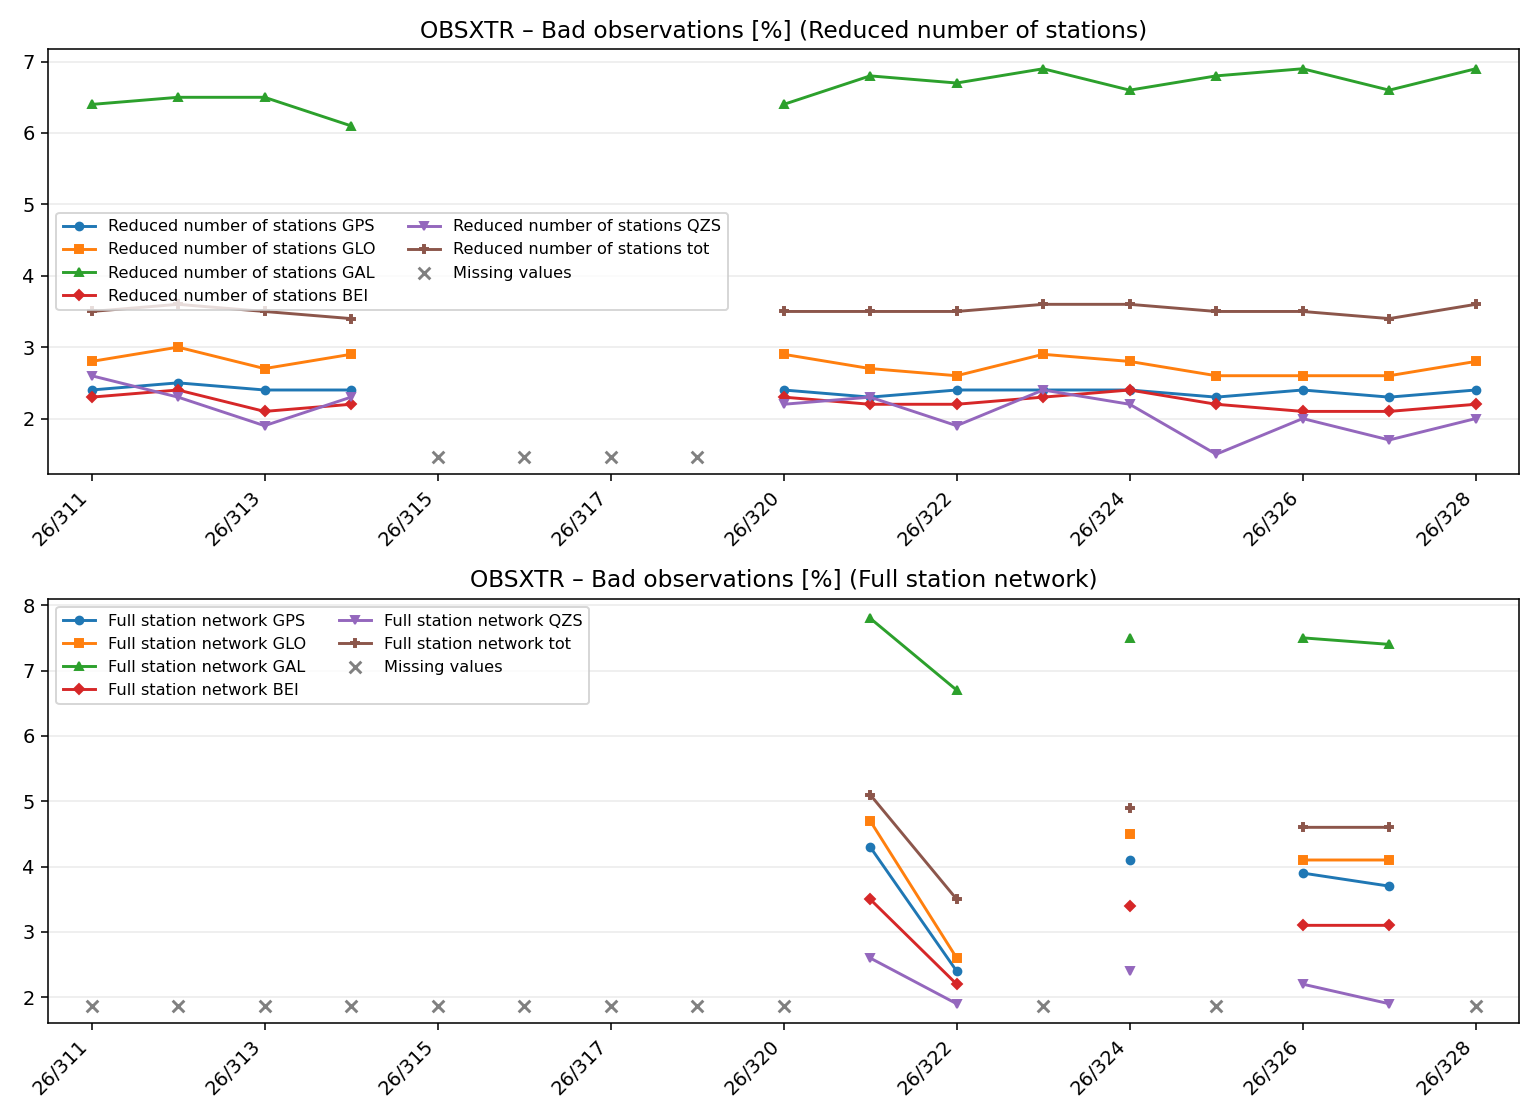 OBSXTR – Bad observations [%] (Reduced number of stations)
7
6
5
4
3
2
Reduced number of stations GPS
Reduced number of stations GLO
Reduced number of stations GAL
Reduced number of stations BEI
Reduced number of stations QZS
Reduced number of stations tot
Missing values
26/311
26/313
26/315
26/317
26/320
26/322
26/324
26/326
26/328
OBSXTR – Bad observations [%] (Full station network)
8
7
6
5
4
3
2
Full station network GPS
Full station network GLO
Full station network GAL
Full station network BEI
Full station network QZS
Full station network tot
Missing values
26/311
26/313
26/315
26/317
26/320
26/322
26/324
26/326
26/328